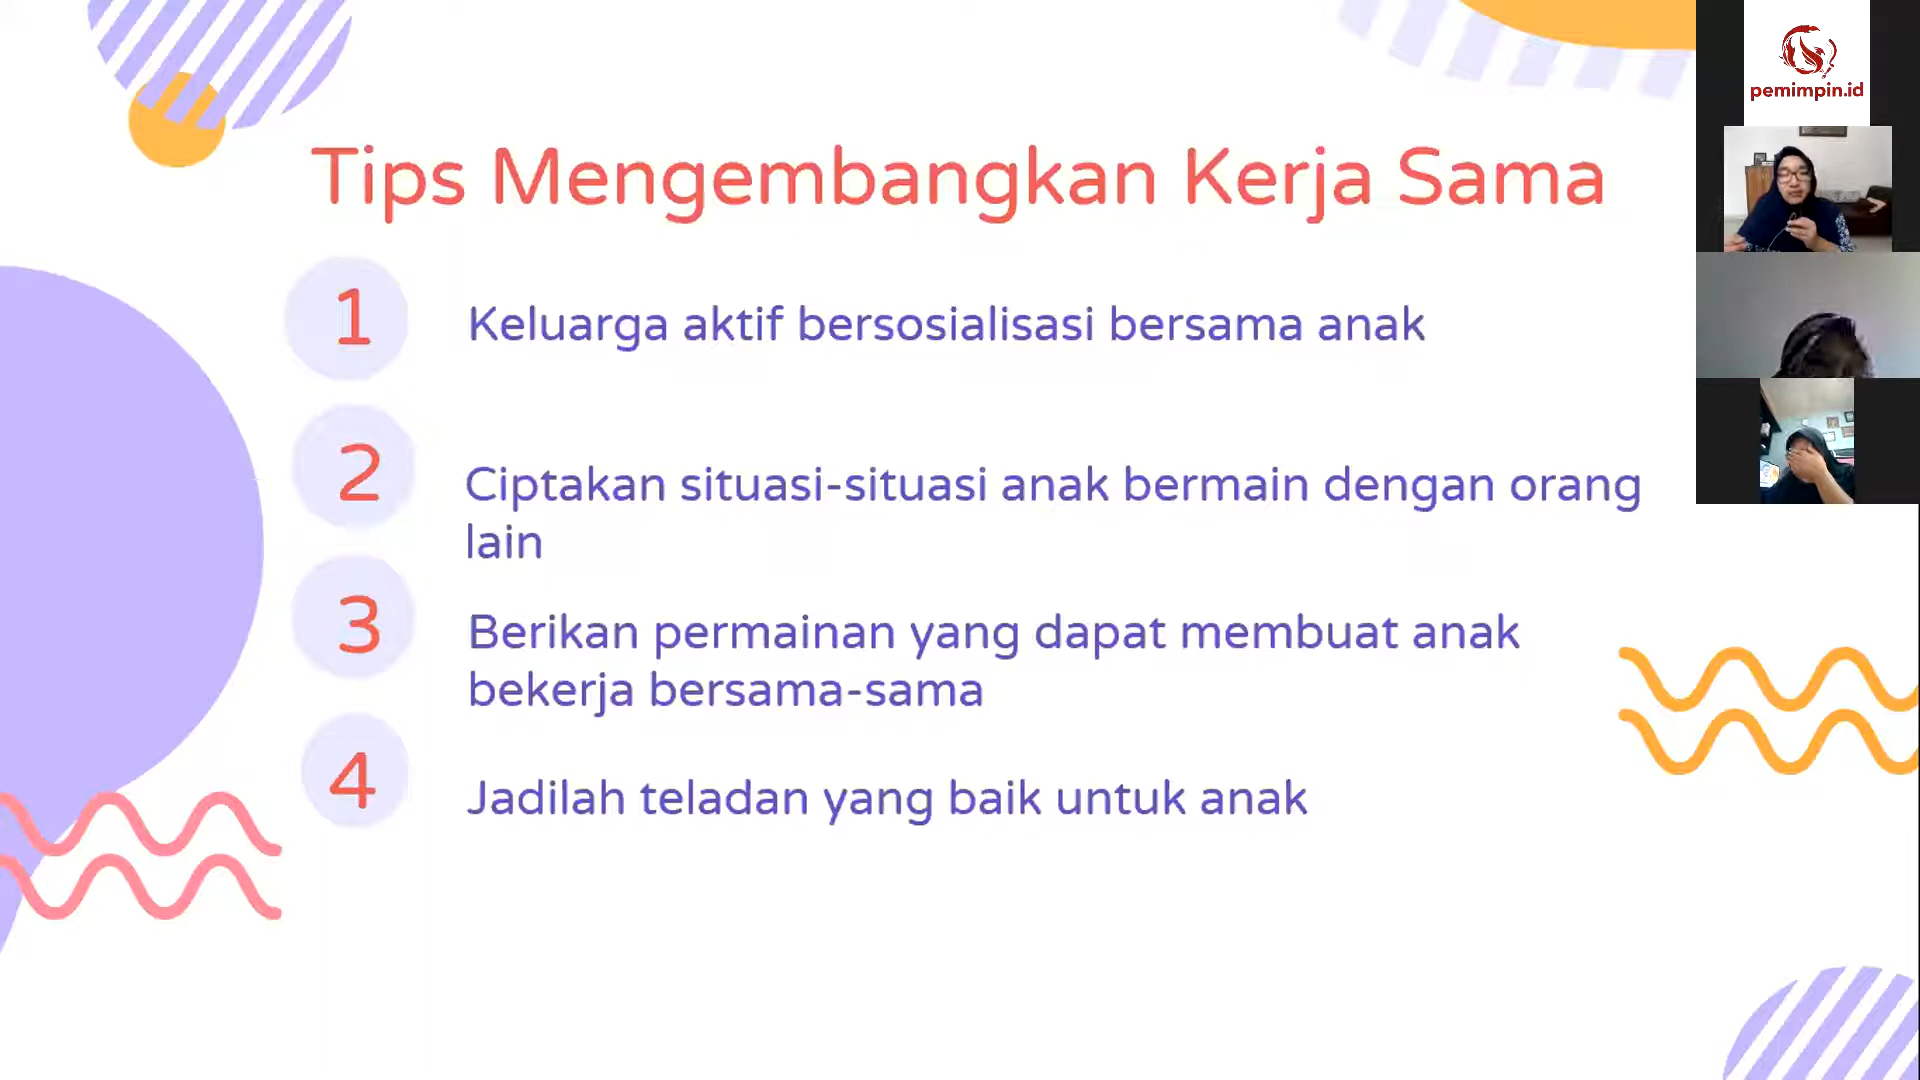 pemimpin.id
Tips Mengembangkan Kerja Sama
1
Keluarga aktif bersosialisasi bersama anak
2
Ciptakan situasi-situasi anak bermain dengan orang
lain
3
Berikan permainan yang dapat membuat anak
bekerja bersama-sama
4
Jadilah teladan yang baik untuk anak